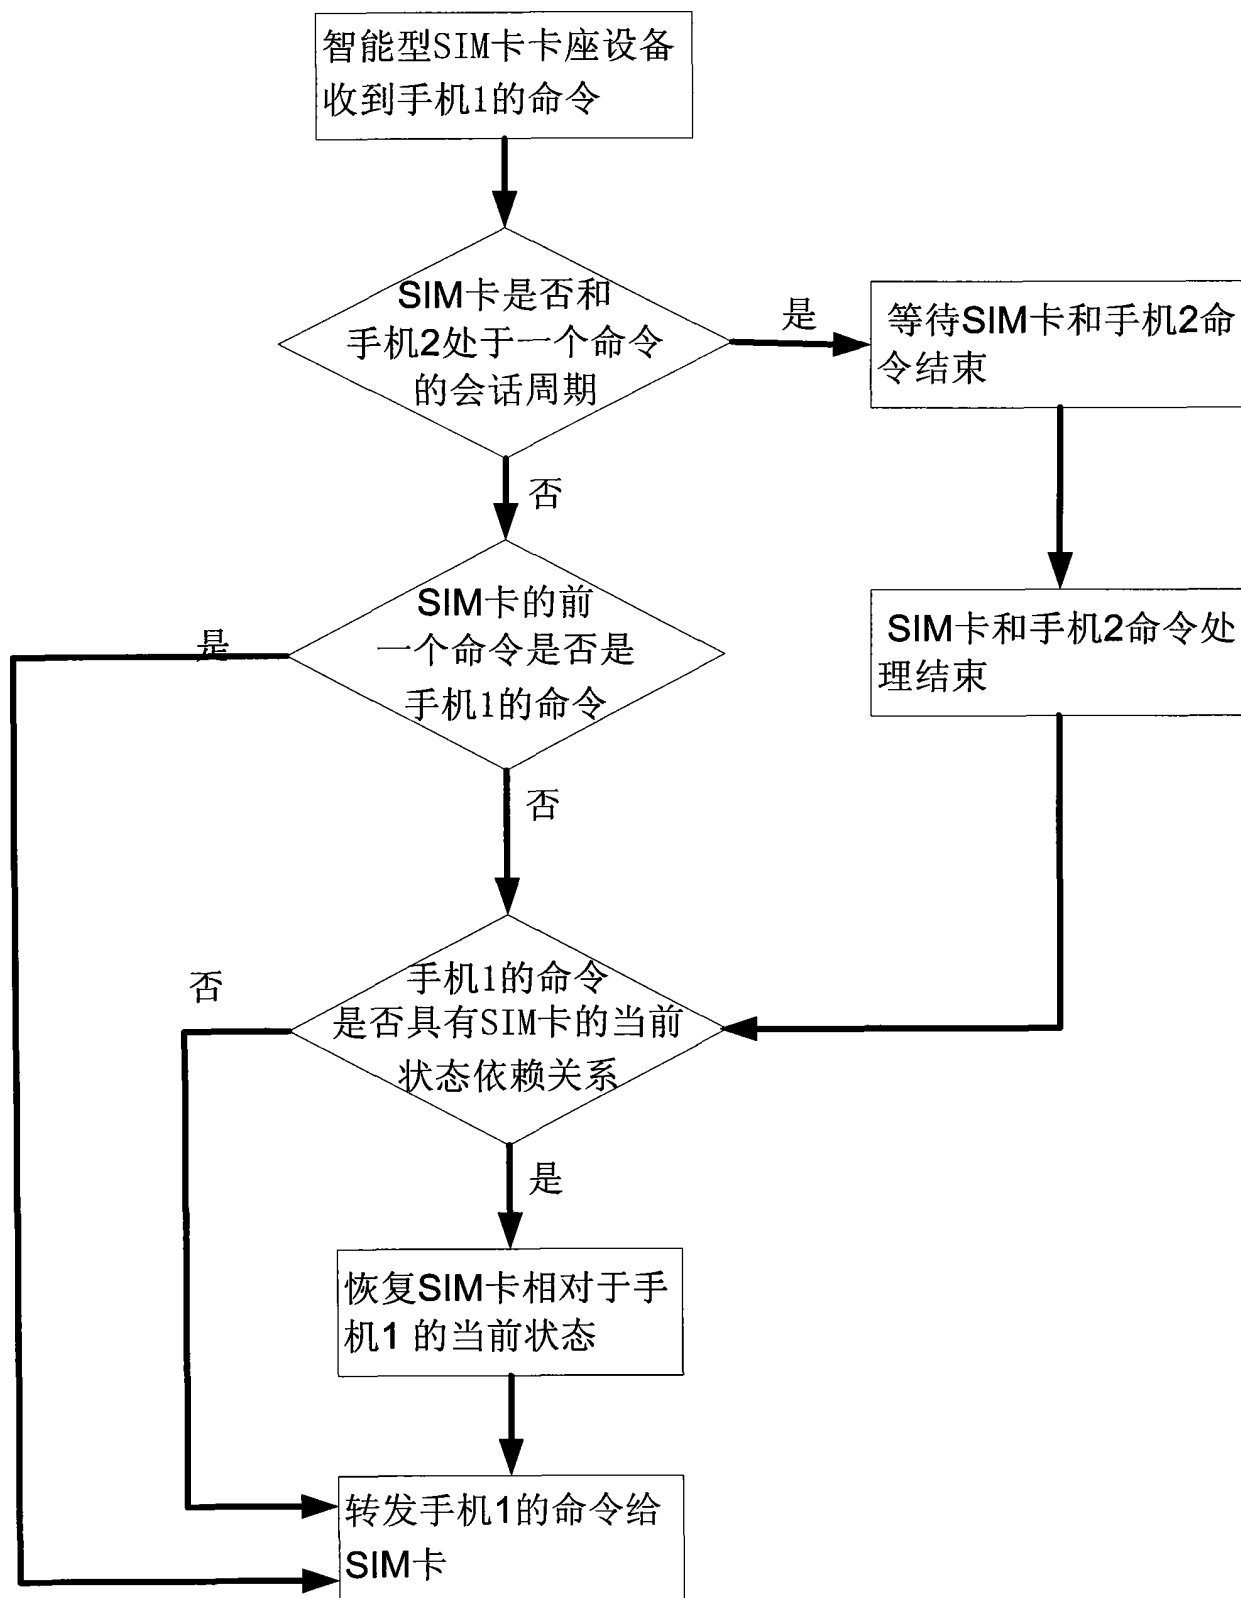 智能型SIM卡卡座设备
收到手机1的命令
SIM卡是否和
手机2处于一个命令
的会话周期
是
等待SIM卡和手机2命
令结束
否
SIM卡的前
一个命令是否是
手机1的命令
是
SIM卡和手机2命令处
理结束
否
手机1的命令
是否具有SIM卡的当前
状态依赖关系
否
是
恢复SIM卡相对于手
机1 的当前状态
转发手机1的命令给
SIM卡